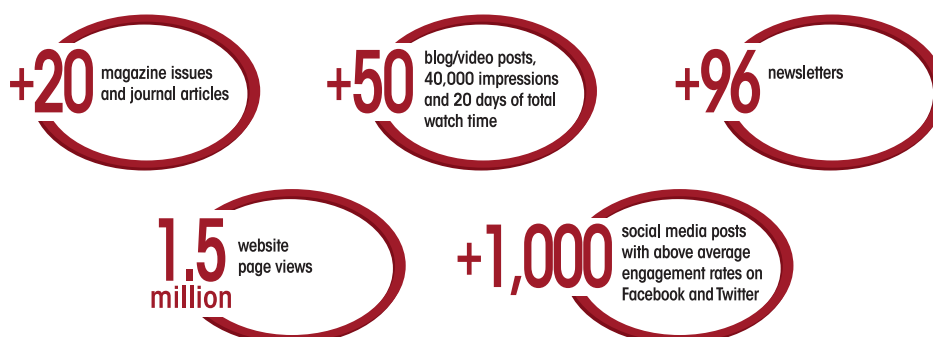 +20
magazine issues
and journal articles
+50
blog/video posts,
40,000 impressions
and 20 days of total
watch time
+96
newsletters
1.5
million
website
page views
+1,000
social media posts
with above average
engagement rates on
Facebook and Twitter